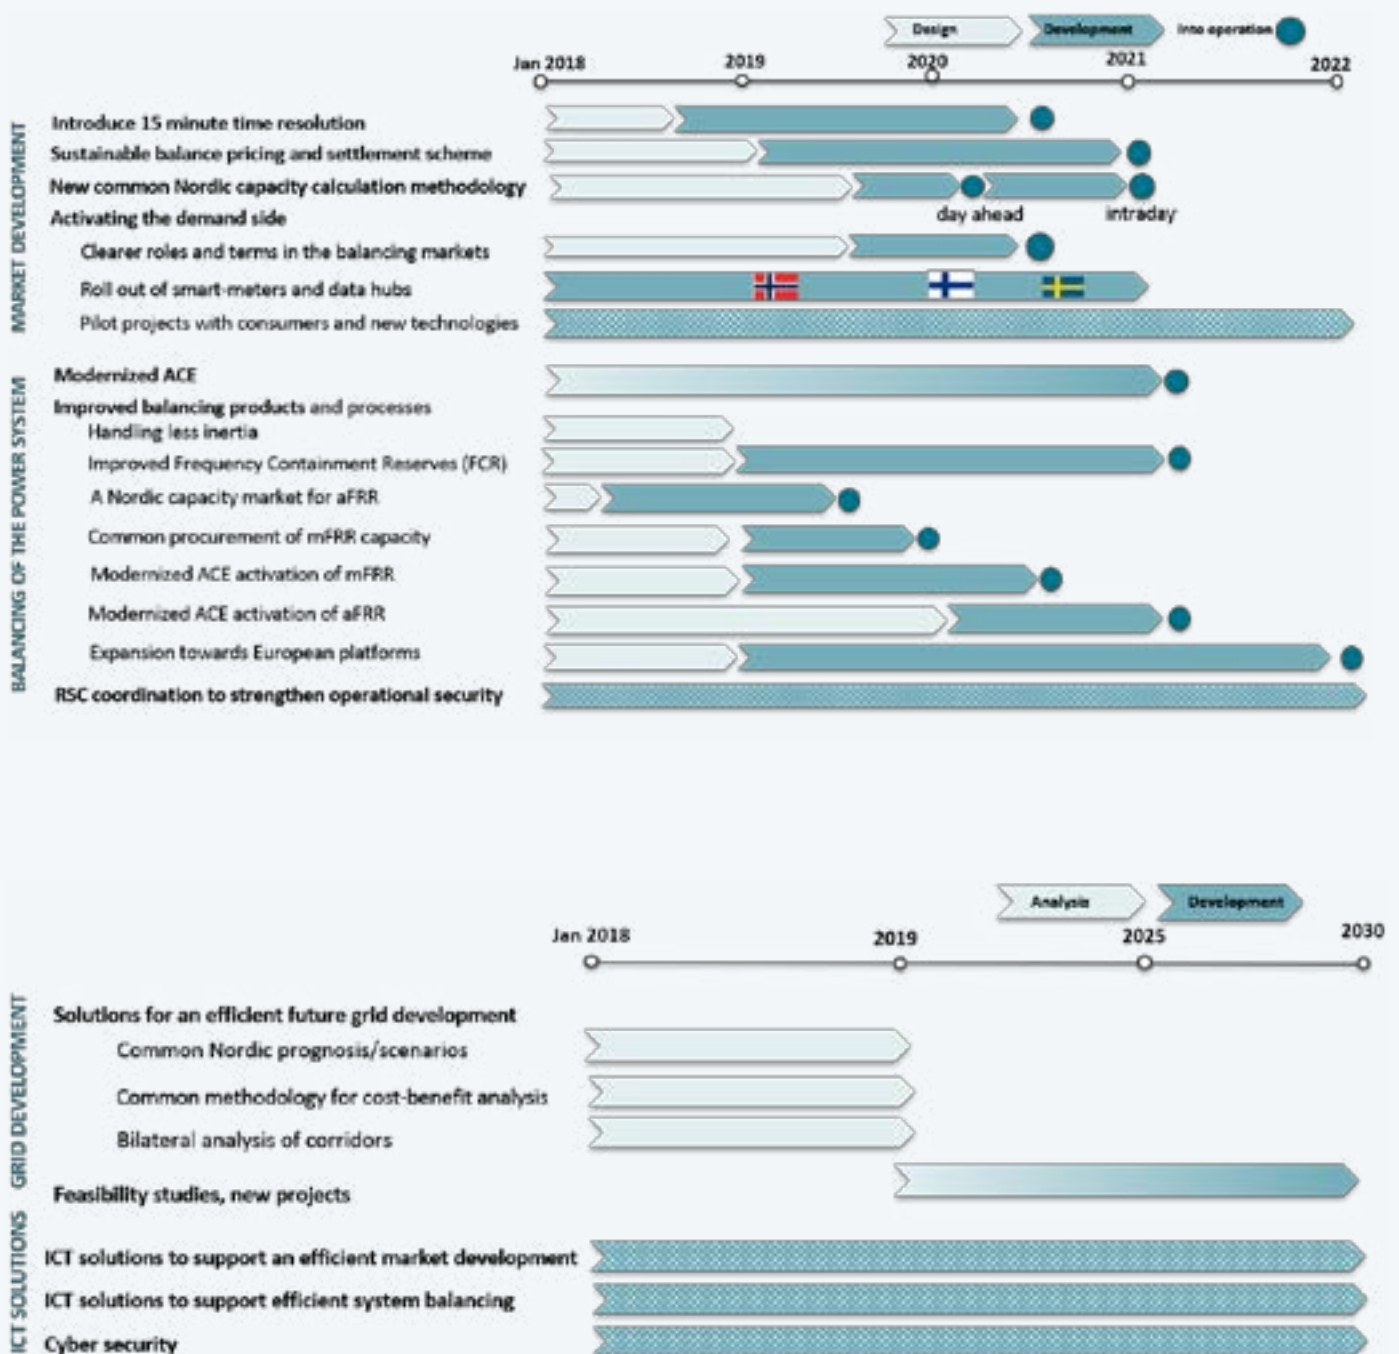 Design Development Into operation
Jan 2018 2019 2020 2021 2022
MARKET DEVELOPMENT
Introduce 15 minute time resolution
Sustainable balance pricing and settlement scheme
New common Nordic capacity calculation methodology
day ahead intraday
Activating the demand side
Clearer roles and terms in the balancing markets
Roll out of smart-meters and data hubs
Pilot projects with consumers and new technologies
BALANCING OF THE POWER SYSTEM
Modernized ACE
Improved balancing products and processes
Handling less inertia
Improved Frequency Containment Reserves (FCR)
A Nordic capacity market for aFRR
Common procurement of mFRR capacity
Modernized ACE activation of mFRR
Modernized ACE activation of aFRR
Expansion towards European platforms
RSC coordination to strengthen operational security
Analysis Development
Jan 2018 2019 2025 2030
GRID DEVELOPMENT
Solutions for an efficient future grid development
Common Nordic prognosis/scenarios
Common methodology for cost-benefit analysis
Bilateral analysis of corridors
Feasibility studies, new projects
ICT SOLUTIONS
ICT solutions to support an efficient market development
ICT solutions to support efficient system balancing
Cyber security